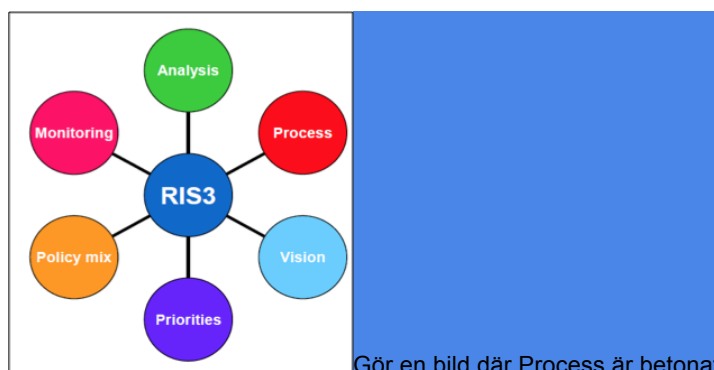 Analysis
Monitoring
Process
RIS3
Policy mix
Vision
Priorities
Gör en bild där Process är